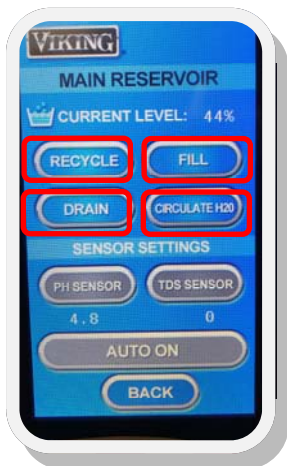 VIKING
MAIN RESERVOIR
CURRENT LEVEL: 44%
RECYCLE FILL
DRAIN CIRCULATE H20
SENSOR SETTINGS
PH SENSOR TDS SENSOR
4.8 0
AUTO ON
BACK